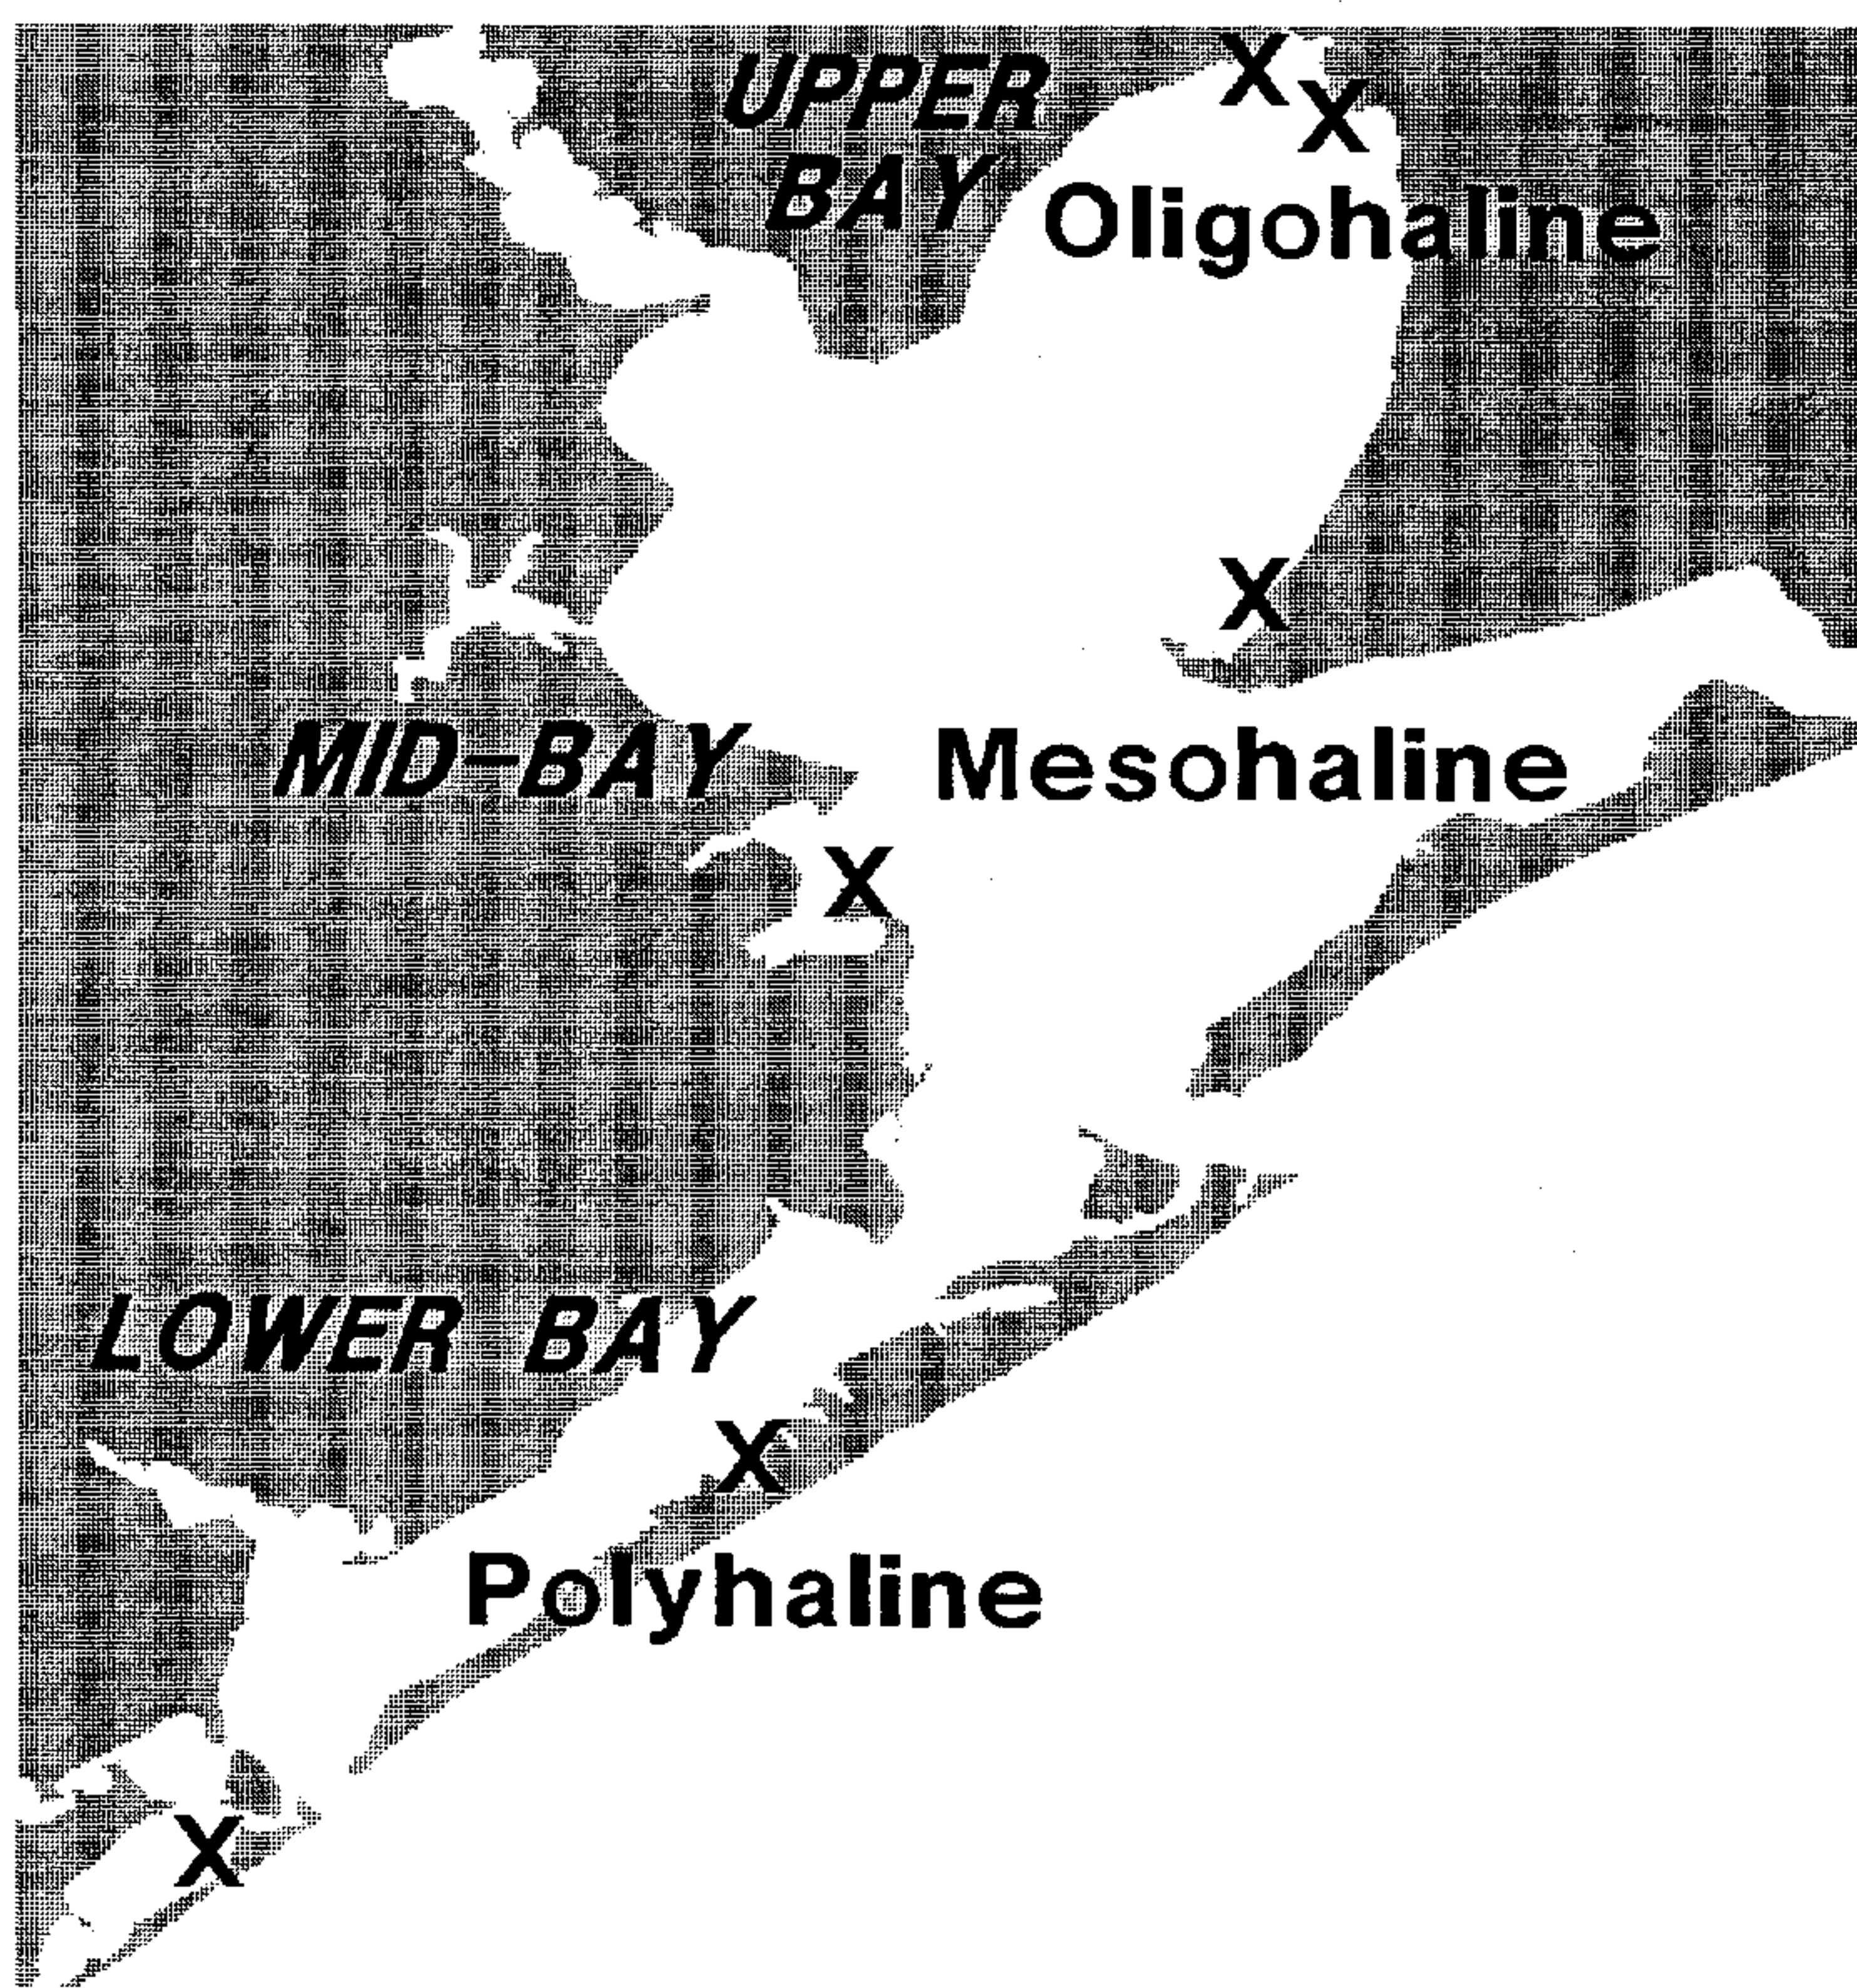 X
X
UPPER
BAY
Oligohaline
X
MID-BAY
Mesohaline
X
LOWER BAY
X
Polyhaline
X